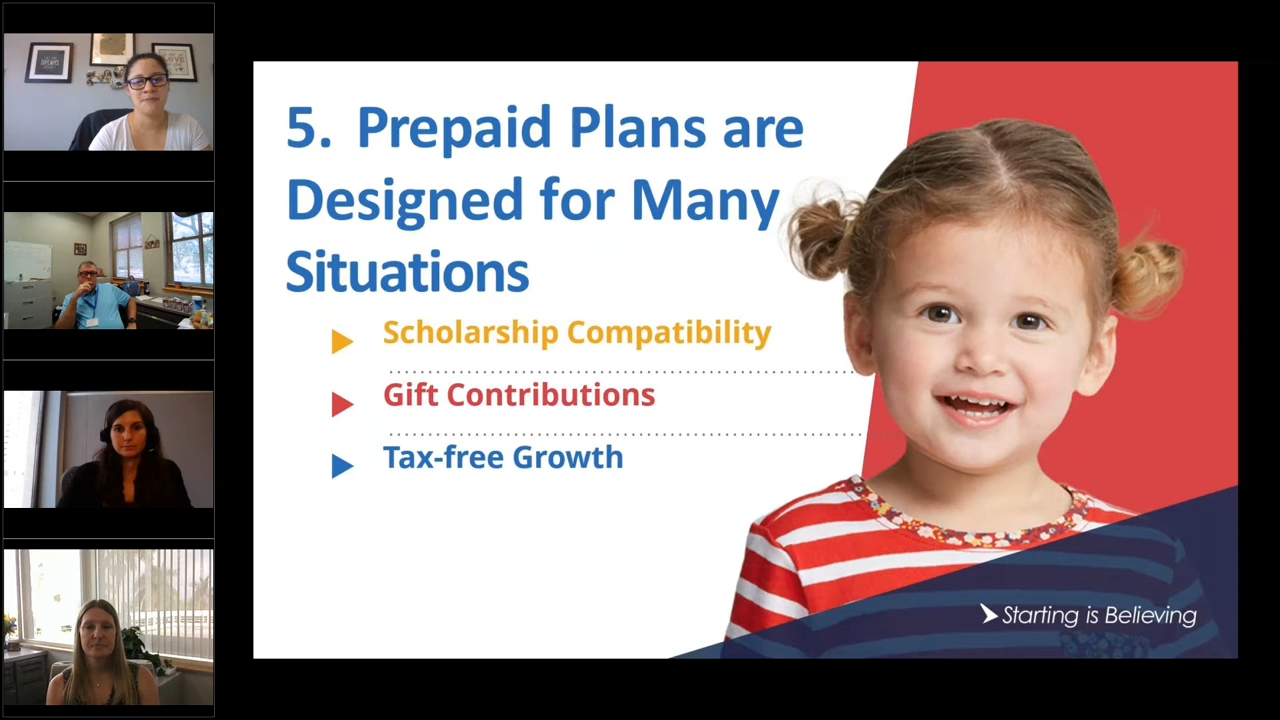 5. Prepaid Plans are
Designed for Many
Situations
Scholarship Compatibility
Gift Contributions
Tax-free Growth
Starting is Believing